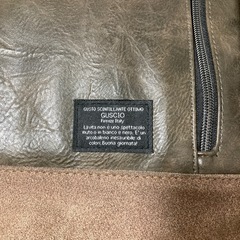 GUSTO SCINTILLANTE OTTIMO
GUSCIO
Firenze Italy
La vita non è uno spettacolo
muto o in bianco e nero. E' un
arcobaleno inesauribile di
colori, Buona giornata!